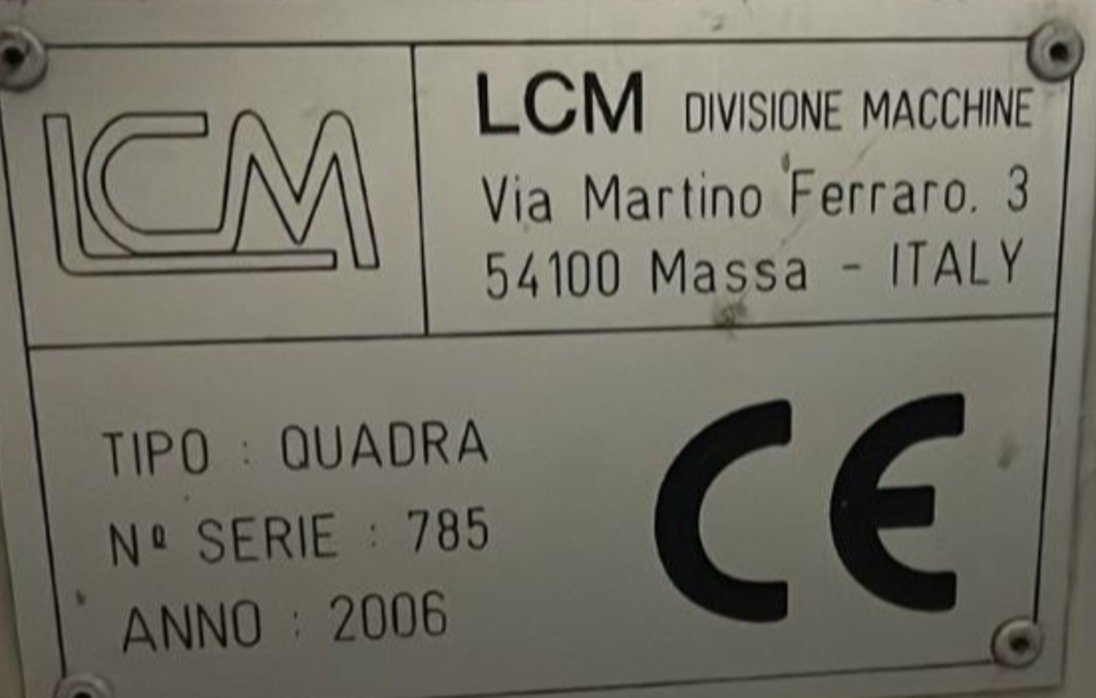 LCM
LCM DIVISIONE MACCHINE
Via Martino Ferraro. 3
54100 Massa - ITALY
TIPO : QUADRA
Nº SERIE : 785
ANNO : 2006
CE